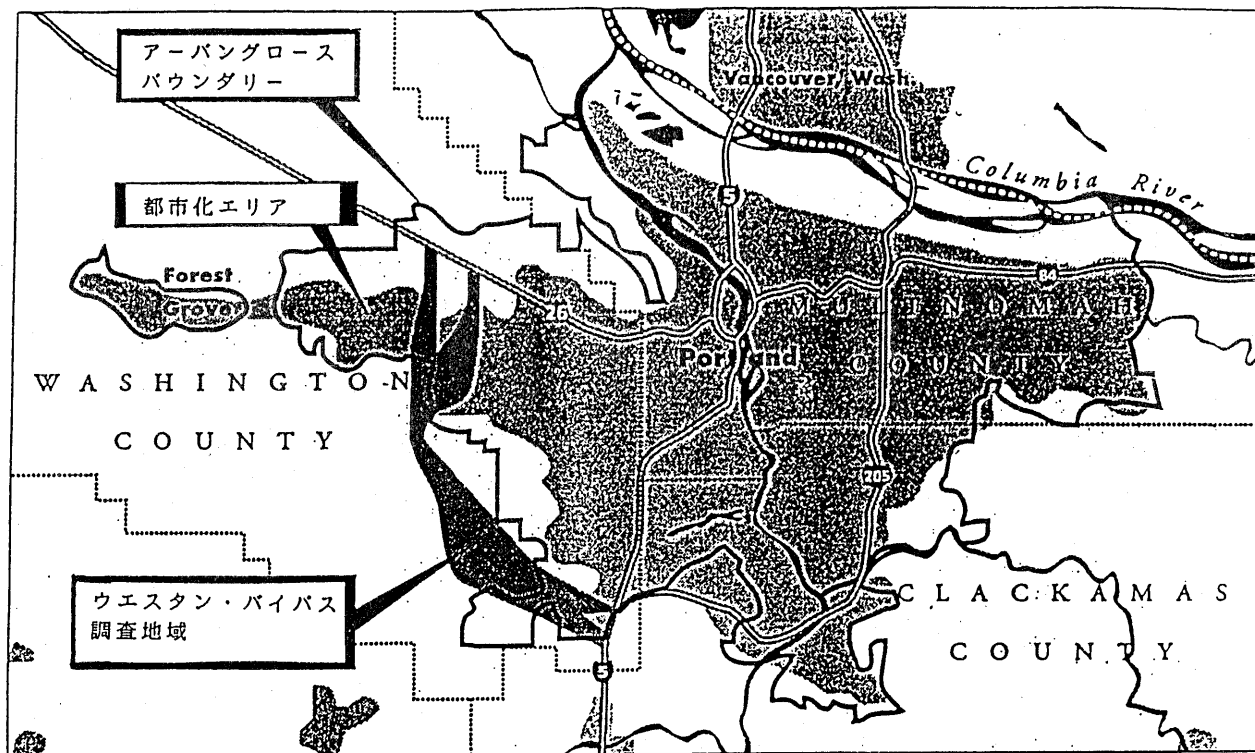 アーバングロース
バウンダリー
Vancouver, Wash.
Columbia River
5
都市化エリア
Forest
Grove
26
84
MULTNOMAH
COUNTY
Portland
WASHINGTON
COUNTY
205
ウエスタン・バイパス
調査地域
CLACKAMAS
COUNTY
5